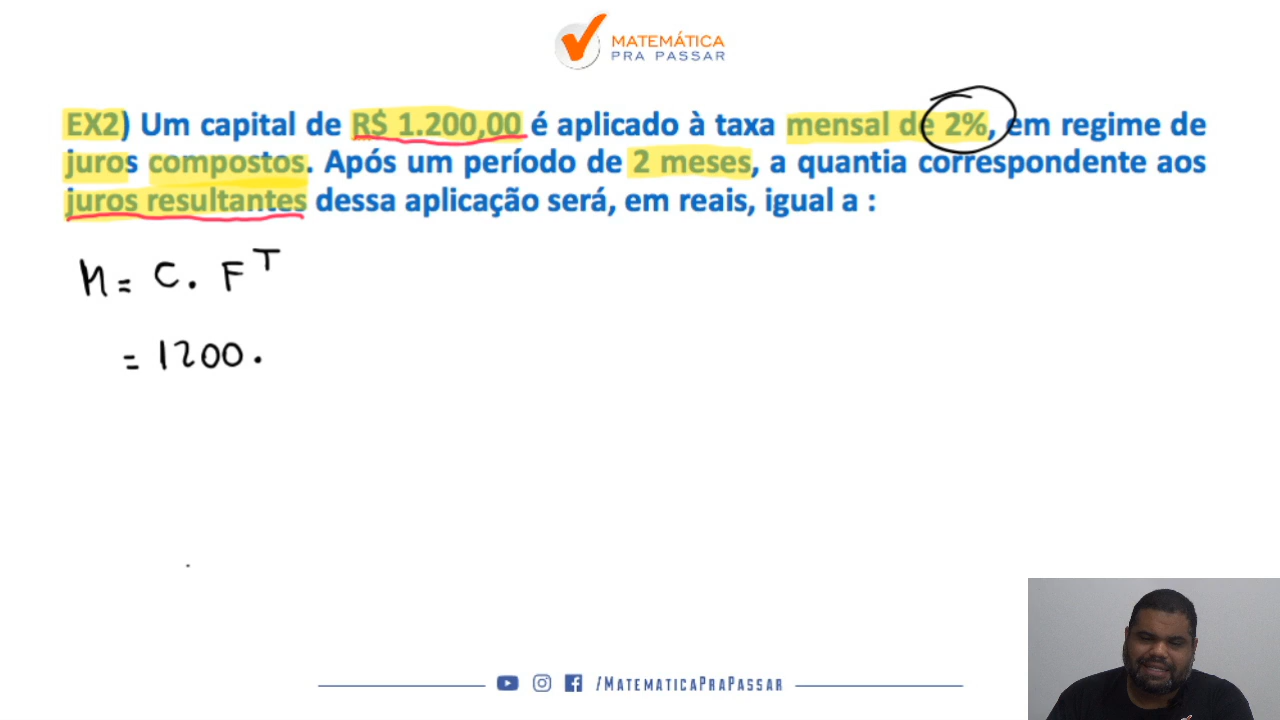 MATEMÁTICA
PRA PASSAR
EX2) Um capital de R$ 1.200,00 é aplicado à taxa mensal de 2%, em regime de
juros compostos. Após um período de 2 meses, a quantia correspondente aos
juros resultantes dessa aplicação será, em reais, igual a :
M = C. F^T
= 1200.
/MATEMATICAPRAPASSAR